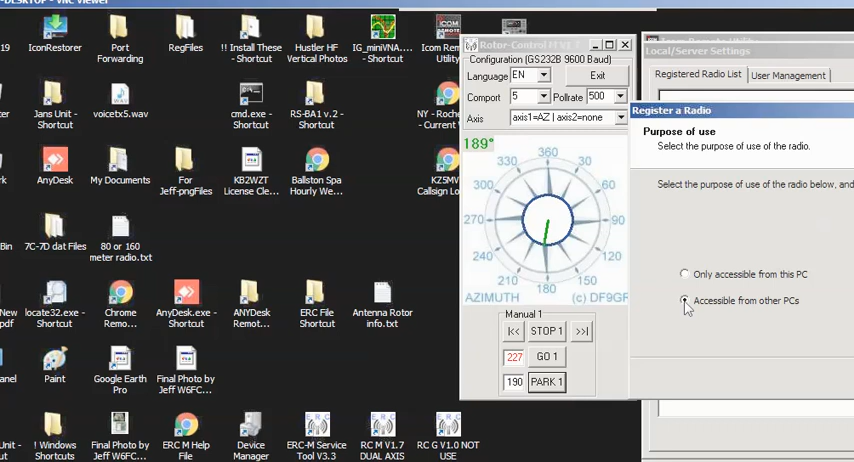 -DESKTOP - VNC Viewer
19
IconRestorer
Port
Forwarding
RegFiles
!! Install These
- Shortcut
Hustler HF
Vertical Photos
IG_miniVNA....
- Shortcut
Icom Rem
Utility
Jans Unit -
Shortcut
voicetx5.wav
cmd.exe -
Shortcut
RS-BA1 v.2 -
Shortcut
NY - Roche
- Current V
AnyDesk
My Documents
For
Jeff-pngFiles
KB2WZT
License Cle...
Ballston Spa
Hourly We...
KZ5MV
Callsign Lo
Bin
7C-7D dat Files
80 or 160
meter radio.txt
New
pdf
locate32.exe -
Shortcut
Chrome
Remo...
AnyDesk.exe
- Shortcut
ANYDesk
Remot...
ERC File
Shortcut
Antenna Rotor
info.txt
anel
Paint
Google Earth
Pro
Final Photo by
Jeff W6FC...
Unit -
ut
! Windows
Shortcuts
Final Photo by
Jeff W6FC...
ERC M Help
File
Device
Manager
ERC-M Service
Tool V3.3
RC M V1.7
DUAL AXIS
RC G V1.0 NOT
USE
Rotor-Control M V1.7
Configuration (GS232B 9600 Baud)
Language
EN
Exit
Comport
5
Pollrate
500
Axis
axis1=AZ | axis2=none
189°
360
30
60
90
120
150
180
210
240
270
300
330
AZIMUTH
(c) DF9GR
Manual 1
|<<
STOP 1
>>|
227
GO 1
190
PARK 1
Icom Remote Utility
Local/Server Settings
Registered Radio List
User Management
Register a Radio
Purpose of use
Select the purpose of use of the radio.
Select the purpose of use of the radio below, and
Only accessible from this PC
Accessible from other PCs